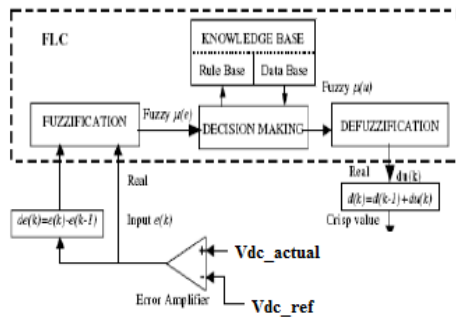 FLC
KNOWLEDGE BASE
Rule Base
Data Base
Fuzzy μ(e)
Fuzzy μ(u)
FUZZIFICATION
DECISION MAKING
DEFUZZIFICATION
Real
Real
du(k)
de(k)=e(k)-e(k-1)
Input e(k)
d(k)=d(k-1)+du(k)
Crisp value
+
Vdc_actual
-
Error Amplifier
Vdc_ref